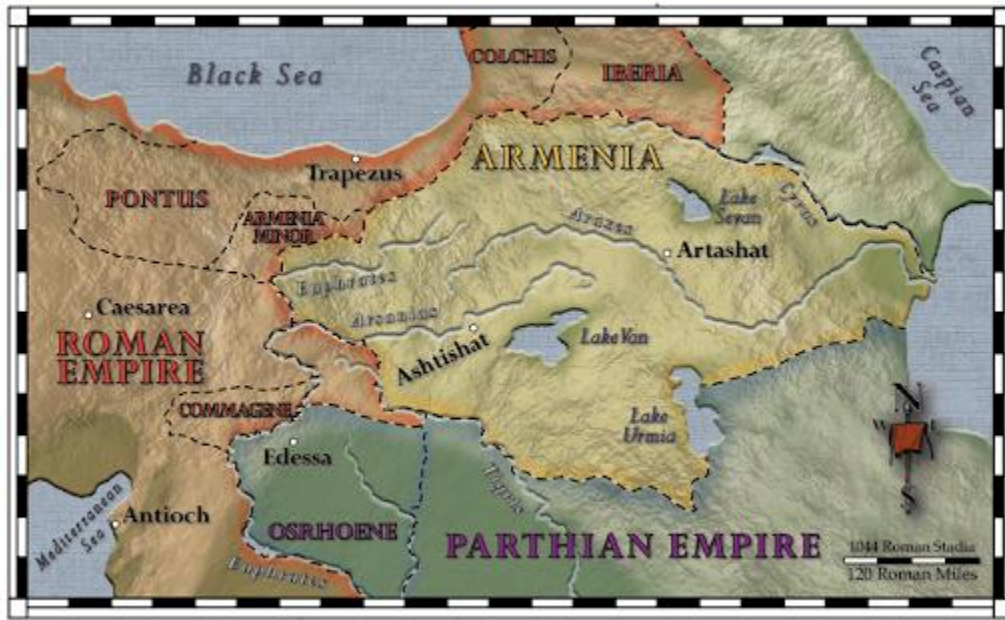 Black Sea
COLCHIS
IBERIA
Caspian
Sea
Trapezus
ARMENIA
PONTUS
ARMENIA
MINOR
Lake
Sevan
Cyrus
Araxes
Artashat
Euphrates
Caesarea
Arsanias
ROMAN
EMPIRE
Ashtishat
Lake Van
COMMAGENE
Lake
Urmia
N
W
E
S
Edessa
Tigris
Mediterranean
Sea
Antioch
OSRHOENE
PARTHIAN EMPIRE
Euphrates
1044 Roman Stadia
120 Roman Miles